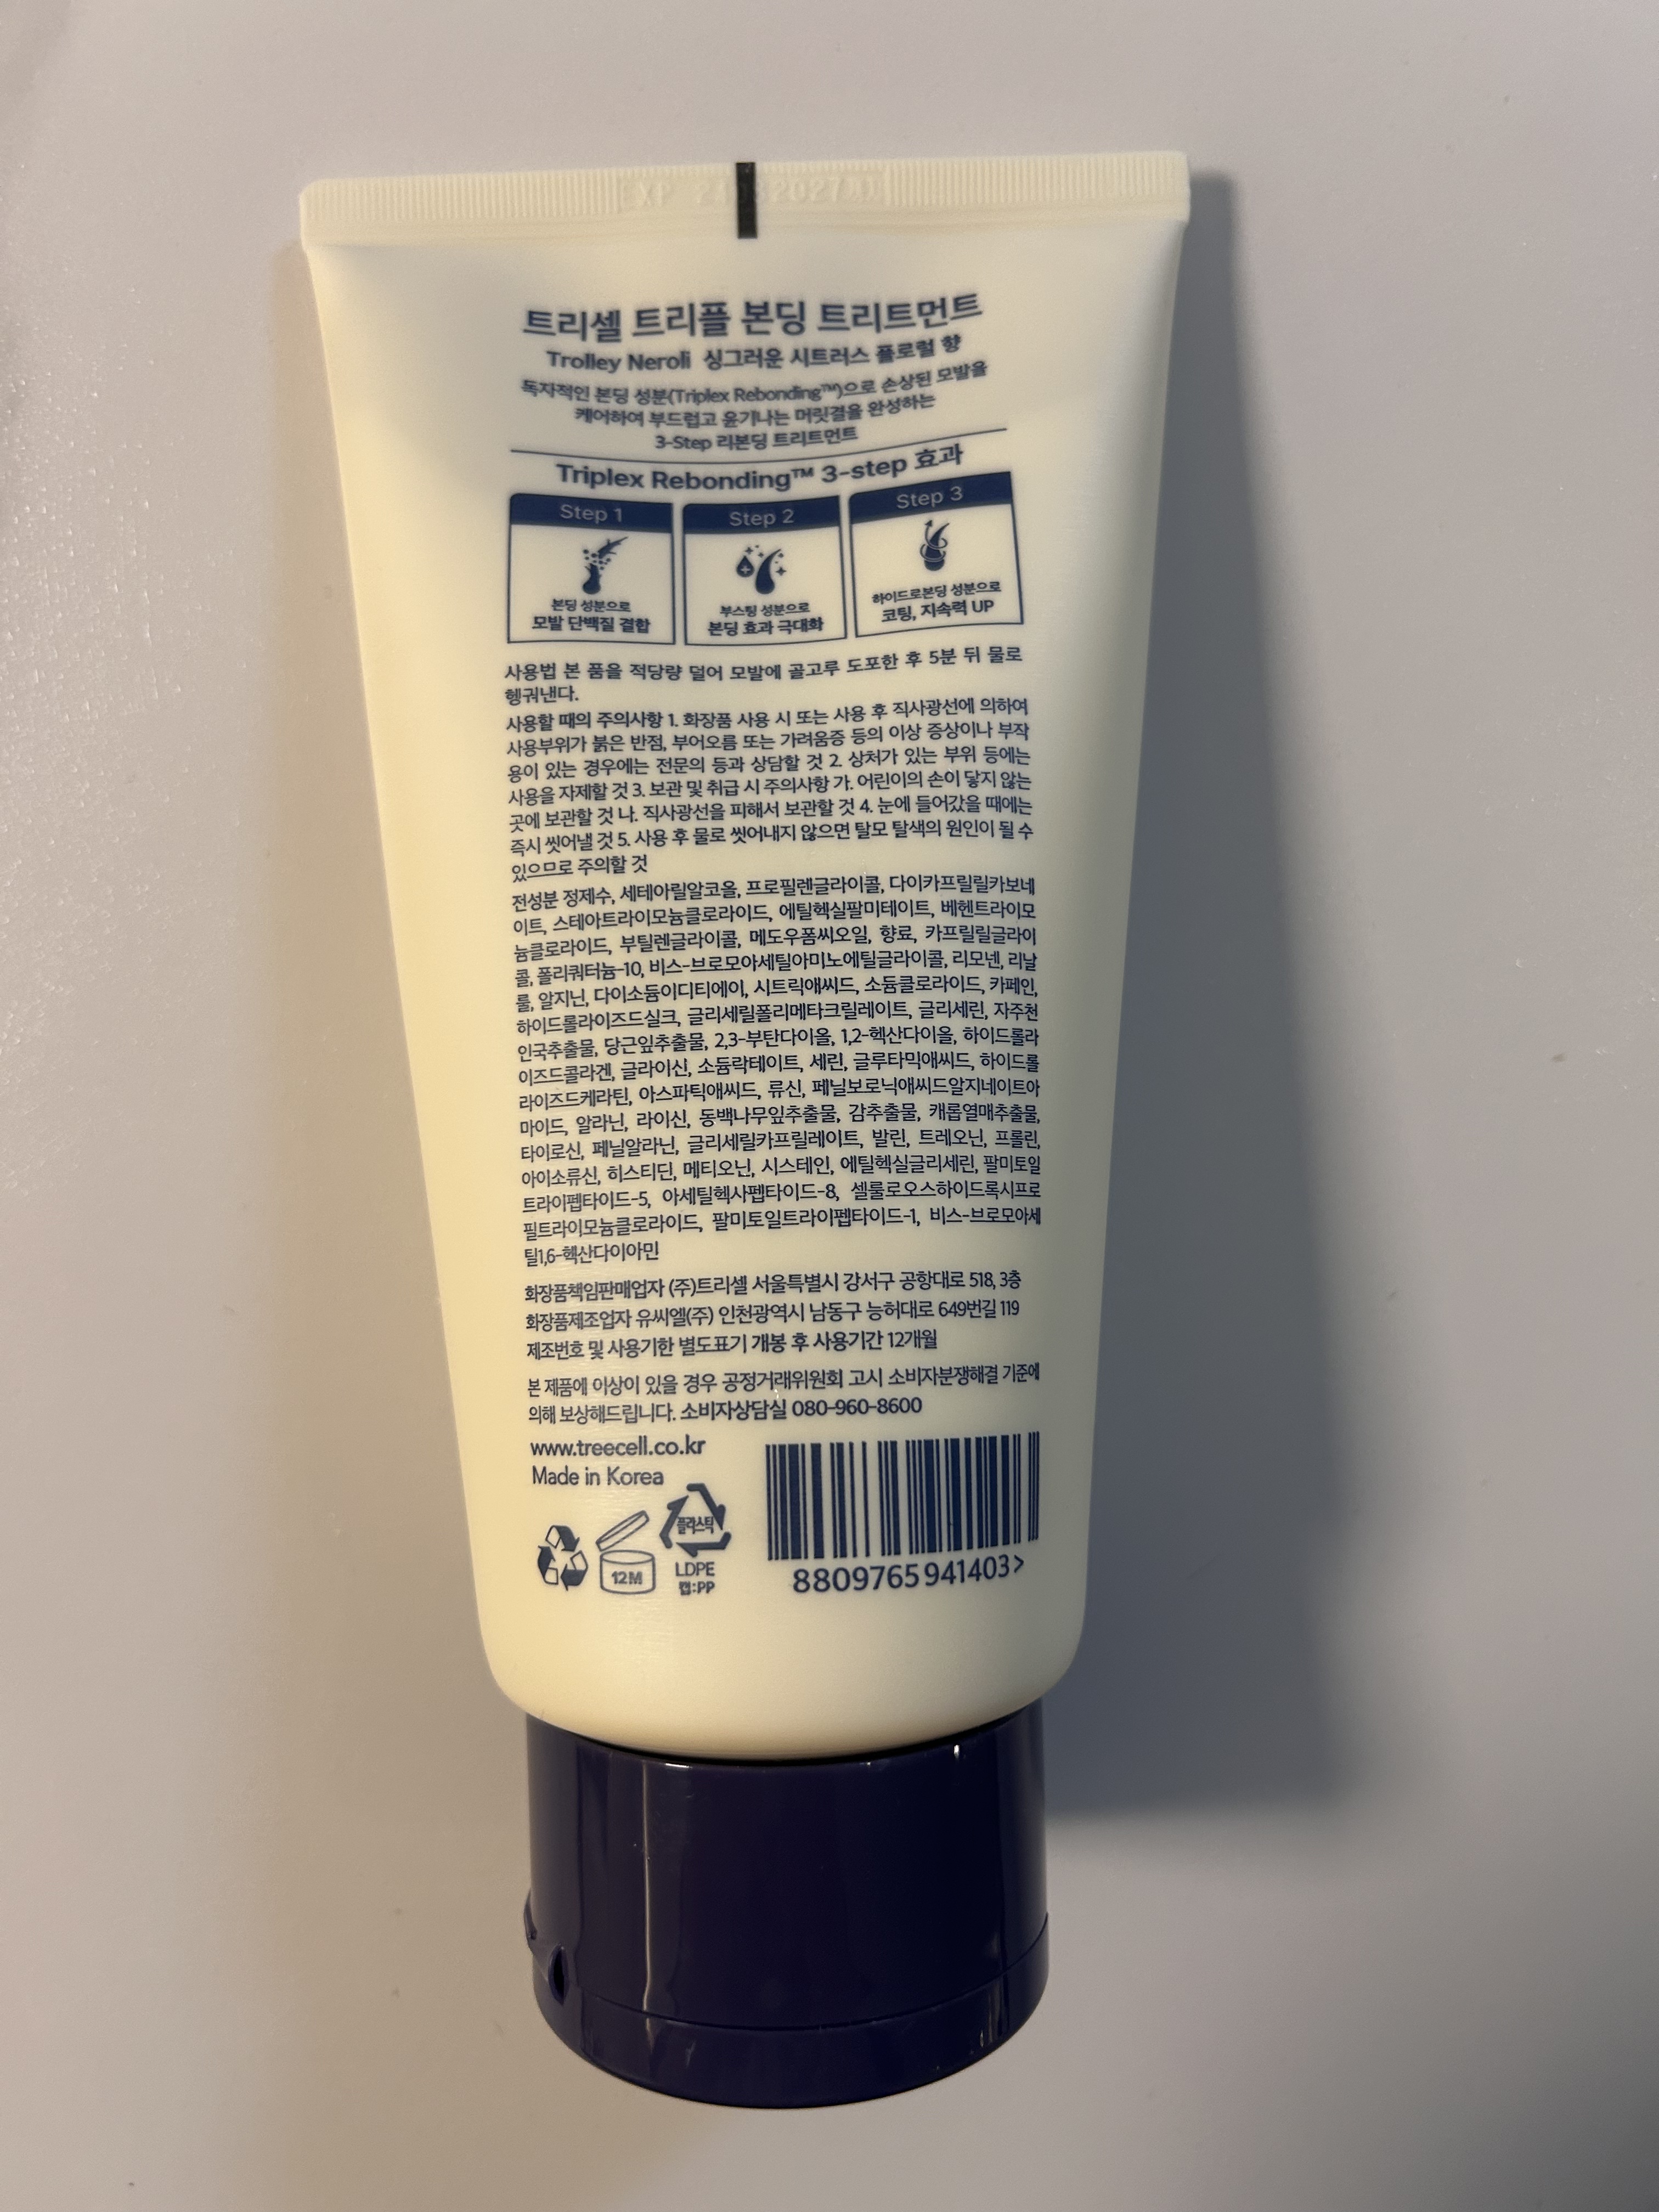 트리셀 트리플 본딩 트리트먼트
Trolley Neroli 싱그러운 시트러스 플로럴 향
독자적인 본딩 성분(Triplex Rebonding™)으로 손상된 모발을
케어하여 부드럽고 윤기나는 머릿결을 완성하는
3-Step 리본딩 트리트먼트
Triplex Rebonding™ 3-step 효과
Step 1
본딩 성분으로
모발 단백질 결합
Step 2
부스팅 성분으로
본딩 효과 극대화
Step 3
하이드로본딩 성분으로
코팅, 지속력 UP
사용법 본 품을 적당량 덜어 모발에 골고루 도포한 후 5분 뒤 물로
헹궈낸다.
사용할 때의 주의사항 1. 화장품 사용 시 또는 사용 후 직사광선에 의하여
사용부위가 붉은 반점, 부어오름 또는 가려움증 등의 이상 증상이나 부작
용이 있는 경우에는 전문의 등과 상담할 것 2. 상처가 있는 부위 등에는
사용을 자제할 것 3. 보관 및 취급 시 주의사항 가. 어린이의 손이 닿지 않는
곳에 보관할 것 나. 직사광선을 피해서 보관할 것 4. 눈에 들어갔을 때에는
즉시 씻어낼 것 5. 사용 후 물로 씻어내지 않으면 탈모 탈색의 원인이 될 수
있으므로 주의할 것
전성분 정제수, 세테아릴알코올, 프로필렌글라이콜, 다이카프릴릴카보네
이트, 스테아트라이모늄클로라이드, 에틸헥실팔미테이트, 베헨트라이모
늄클로라이드, 부틸렌글라이콜, 메도우폼씨오일, 향료, 카프릴릴글라이
콜, 폴리쿼터늄-10, 비스-브로모아세틸아미노에틸글라이콜, 리모넨, 리날
룰, 알지닌, 다이소듐이디티에이, 시트릭애씨드, 소듐클로라이드, 카페인,
하이드롤라이즈드실크, 글리세릴폴리메타크릴레이트, 글리세린, 자주천
인국추출물, 당근잎추출물, 2,3-부탄다이올, 1,2-헥산다이올, 하이드롤라
이즈드콜라겐, 글라이신, 소듐락테이트, 세린, 글루타믹애씨드, 하이드롤
라이즈드케라틴, 아스파틱애씨드, 류신, 페닐보로닉애씨드알지네이트아
마이드, 알라닌, 라이신, 동백나무잎추출물, 감추출물, 캐롭열매추출물,
타이로신, 페닐알라닌, 글리세릴카프릴레이트, 발린, 트레오닌, 프롤린,
아이소류신, 히스티딘, 메티오닌, 시스테인, 에틸헥실글리세린, 팔미토일
트라이펩타이드-5, 아세틸헥사펩타이드-8, 셀룰로오스하이드록시프로
필트라이모늄클로라이드, 팔미토일트라이펩타이드-1, 비스-브로모아세
틸1,6-헥산다이아민
화장품책임판매업자 (주)트리셀 서울특별시 강서구 공항대로 518, 3층
화장품제조업자 유씨엘(주) 인천광역시 남동구 능허대로 649번길 119
제조번호 및 사용기한 별도표기 개봉 후 사용기간 12개월
본 제품에 이상이 있을 경우 공정거래위원회 고시 소비자분쟁해결 기준에
의해 보상해드립니다. 소비자상담실 080-960-8600
www.treecell.co.kr
Made in Korea
12M
플라스틱
LDPE
캡:PP
8809765941403>